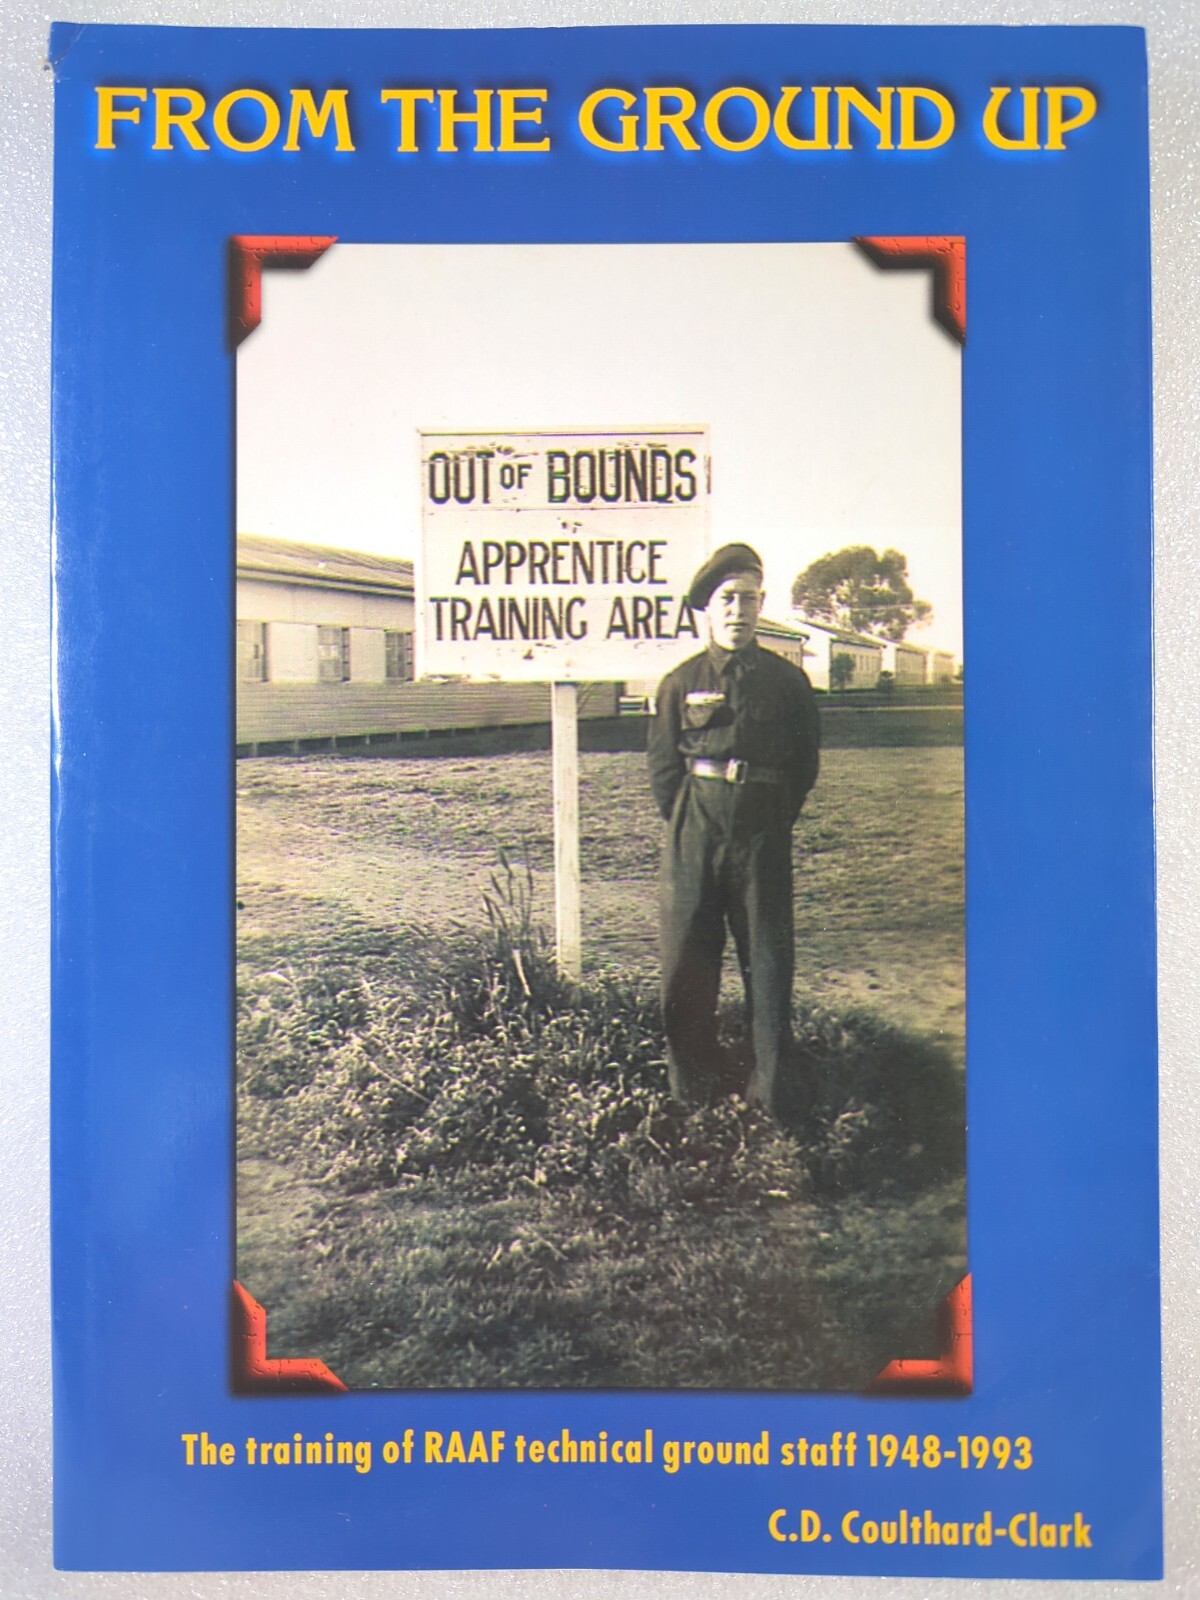 FROM THE GROUND UP
OUT OF BOUNDS
APPRENTICE
TRAINING AREA
The training of RAAF technical ground staff 1948-1993
C.D. Coulthard-Clark